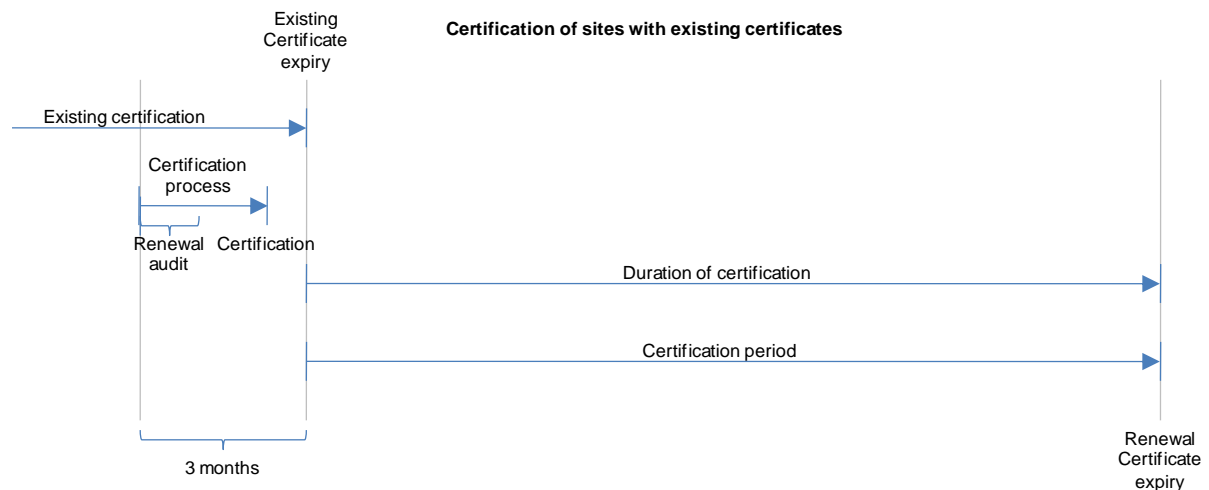 Existing
Certificate
expiry
Certification of sites with existing certificates
Existing certification
Certification
process
Renewal
audit
Certification
Duration of certification
Certification period
3 months
Renewal
Certificate
expiry